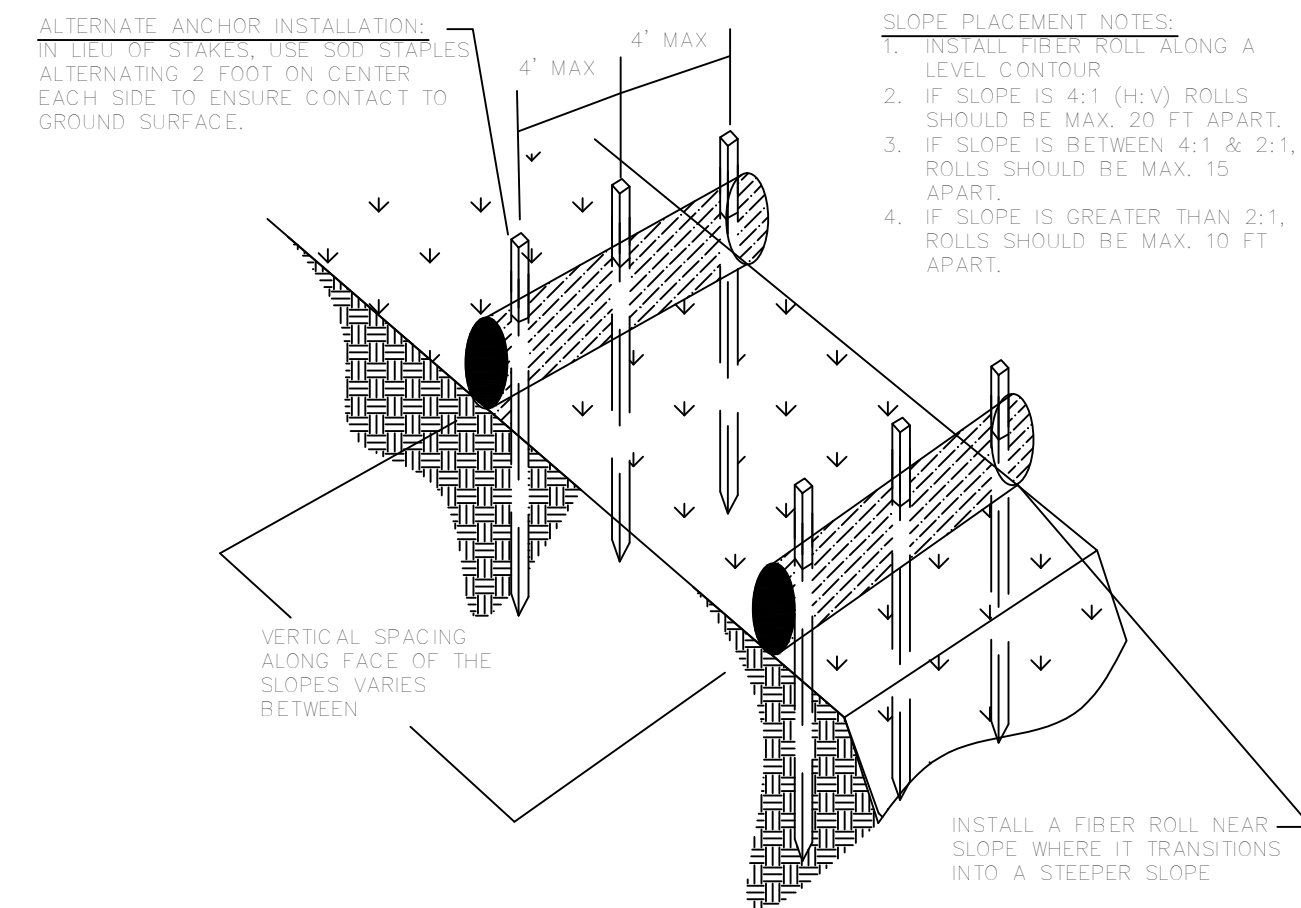 ALTERNATE ANCHOR INSTALLATION:
IN LIEU OF STAKES, USE SOD STAPLES
ALTERNATING 2 FOOT ON CENTER
EACH SIDE TO ENSURE CONTACT TO
GROUND SURFACE.
4' MAX
4' MAX
SLOPE PLACEMENT NOTES:
1. INSTALL FIBER ROLL ALONG A
LEVEL CONTOUR
2. IF SLOPE IS 4:1 (H:V) ROLLS
SHOULD BE MAX. 20 FT APART.
3. IF SLOPE IS BETWEEN 4:1 & 2:1,
ROLLS SHOULD BE MAX. 15
APART.
4. IF SLOPE IS GREATER THAN 2:1,
ROLLS SHOULD BE MAX. 10 FT
APART.
VERTICAL SPACING
ALONG FACE OF THE
SLOPES VARIES
BETWEEN
INSTALL A FIBER ROLL NEAR
SLOPE WHERE IT TRANSITIONS
INTO A STEEPER SLOPE